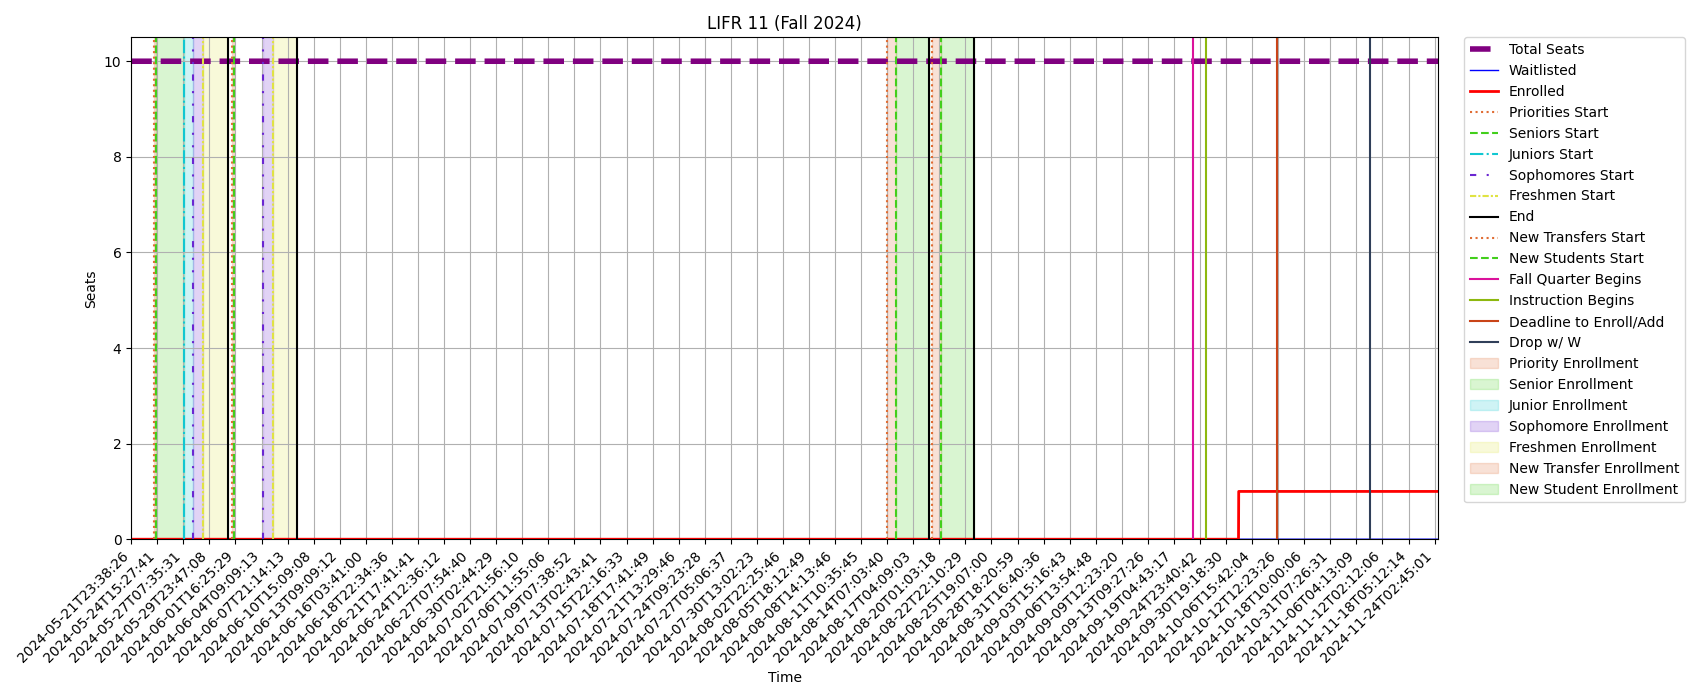 LIFR 11 (Fall 2024)
Seats
10
8
6
4
2
0
2024-05-21T23:38:26
2024-05-24T15:27:41
2024-05-27T07:35:31
2024-05-29T23:47:08
2024-06-01T16:25:29
2024-06-04T09:09:13
2024-06-07T21:14:13
2024-06-10T15:09:08
2024-06-13T09:09:12
2024-06-16T03:41:00
2024-06-18T22:34:36
2024-06-21T17:41:41
2024-06-24T12:36:12
2024-06-27T07:54:40
2024-06-30T02:44:29
2024-07-02T21:56:10
2024-07-06T11:55:06
2024-07-09T07:38:52
2024-07-13T02:43:41
2024-07-15T22:16:33
2024-07-18T17:41:49
2024-07-21T13:29:46
2024-07-24T09:23:28
2024-07-27T05:06:37
2024-07-30T13:02:23
2024-08-02T22:25:46
2024-08-05T18:12:49
2024-08-08T14:13:46
2024-08-11T10:35:45
2024-08-14T07:03:40
2024-08-17T04:09:03
2024-08-20T01:03:18
2024-08-22T22:10:29
2024-08-25T19:07:00
2024-08-28T18:20:59
2024-08-31T16:40:36
2024-09-03T15:16:43
2024-09-06T13:54:48
2024-09-09T12:23:20
2024-09-13T09:27:26
2024-09-19T04:43:17
2024-09-24T23:40:42
2024-09-30T19:18:30
2024-10-06T15:42:04
2024-10-12T12:23:26
2024-10-18T10:00:06
2024-10-31T07:26:31
2024-11-06T04:13:09
2024-11-12T02:12:06
2024-11-18T05:12:14
2024-11-24T02:45:01
Time
Total Seats
Waitlisted
Enrolled
Priorities Start
Seniors Start
Juniors Start
Sophomores Start
Freshmen Start
End
New Transfers Start
New Students Start
Fall Quarter Begins
Instruction Begins
Deadline to Enroll/Add
Drop w/ W
Priority Enrollment
Senior Enrollment
Junior Enrollment
Sophomore Enrollment
Freshmen Enrollment
New Transfer Enrollment
New Student Enrollment